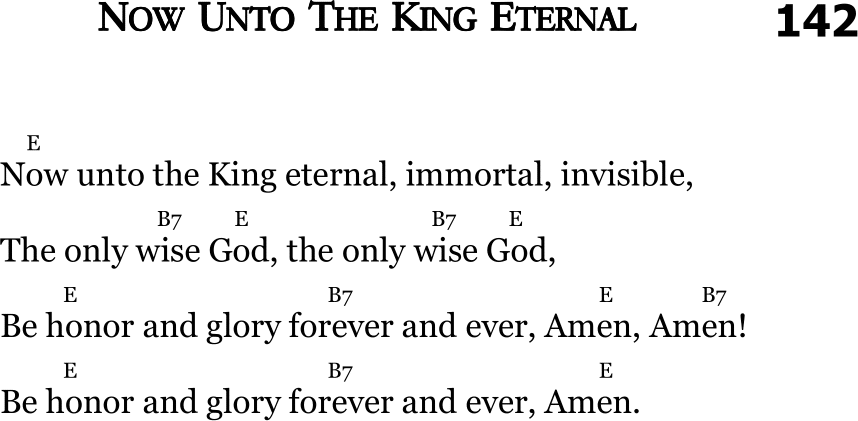 NOW UNTO THE KING ETERNAL 142
E
Now unto the King eternal, immortal, invisible,
B7 E B7 E
The only wise God, the only wise God,
E B7 E B7
Be honor and glory forever and ever, Amen, Amen!
E B7 E
Be honor and glory forever and ever, Amen.